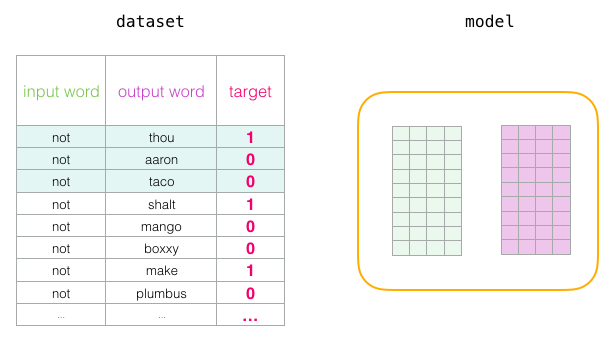 dataset
model
input word output word target
not thou 1
not aaron 0
not taco 0
not shalt 1
not mango 0
not boxxy 0
not make 1
not plumbus 0
... ... ...